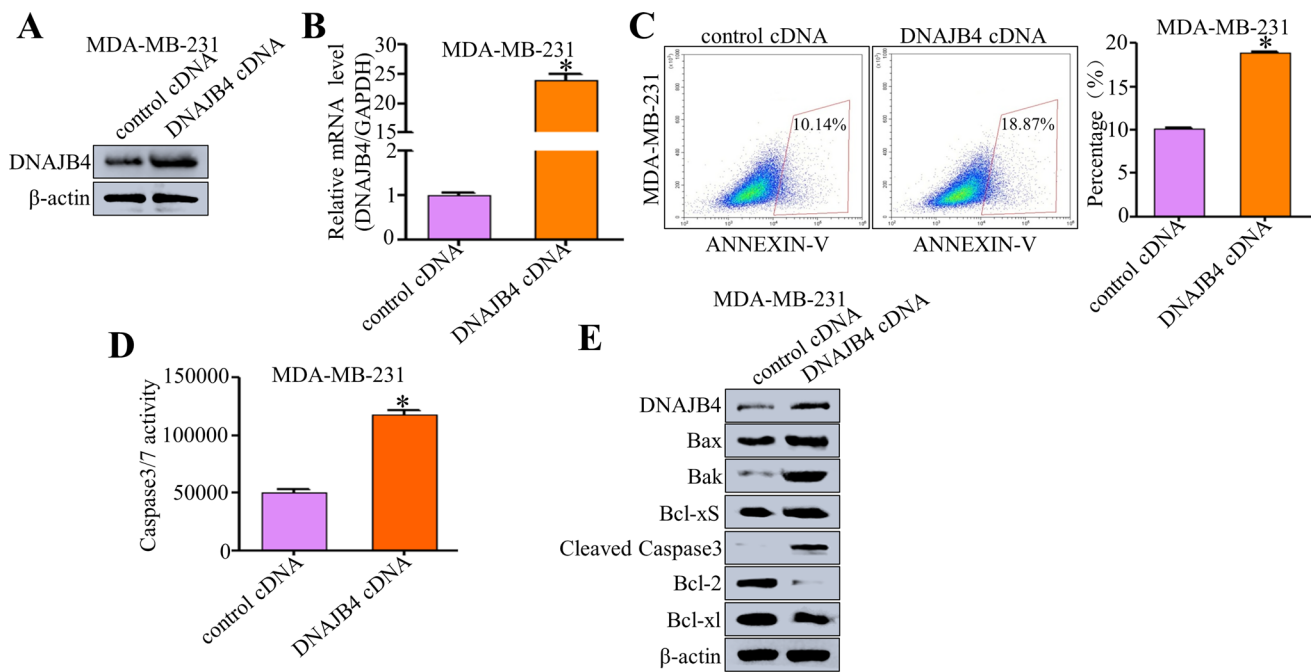 A
MDA-MB-231
control cDNA
DNAJB4 cDNA
DNAJB4
β-actin
B
MDA-MB-231
Relative mRNA level
(DNAJB4/GAPDH)
30
25
20
15
10
5
2
1
0
*
control cDNA
DNAJB4 cDNA
C
control cDNA
DNAJB4 cDNA
MDA-MB-231
10.14%
18.87%
ANNEXIN-V
ANNEXIN-V
MDA-MB-231
Percentage (%)
20
15
10
5
0
*
control cDNA
DNAJB4 cDNA
D
MDA-MB-231
Caspase3/7 activity
150000
100000
50000
0
*
control cDNA
DNAJB4 cDNA
E
MDA-MB-231
control cDNA
DNAJB4 cDNA
DNAJB4
Bax
Bak
Bcl-xS
Cleaved Caspase3
Bcl-2
Bcl-xl
β-actin